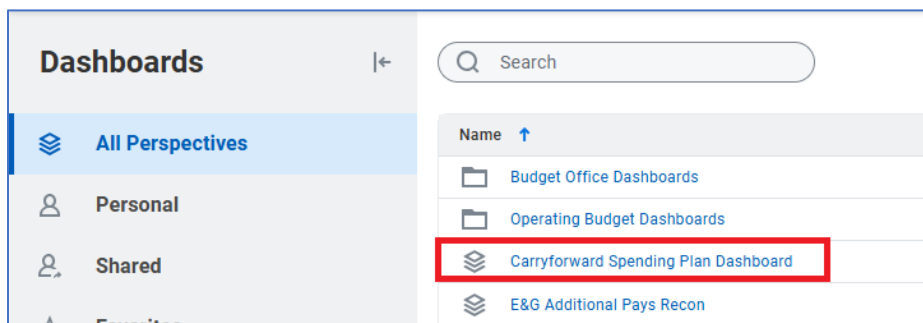 Dashboards
Search
All Perspectives
Name
Personal
Budget Office Dashboards
Operating Budget Dashboards
Shared
Carryforward Spending Plan Dashboard
E&G Additional Pays Recon